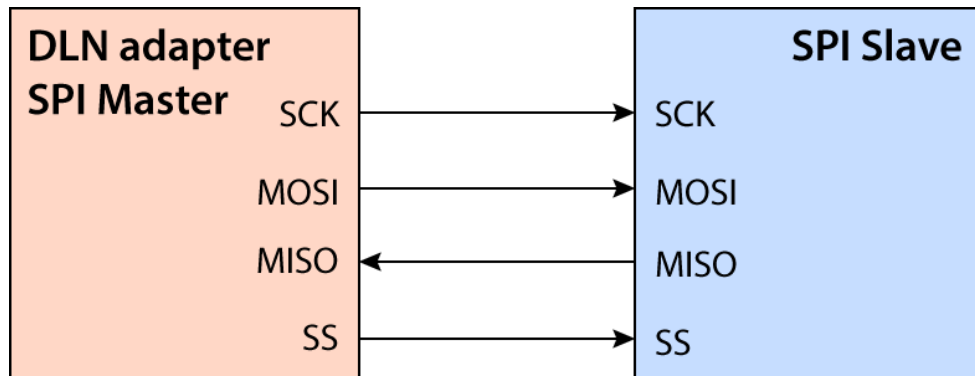 DLN adapter
SPI Master
SCK
MOSI
MISO
SS
SPI Slave
SCK
MOSI
MISO
SS